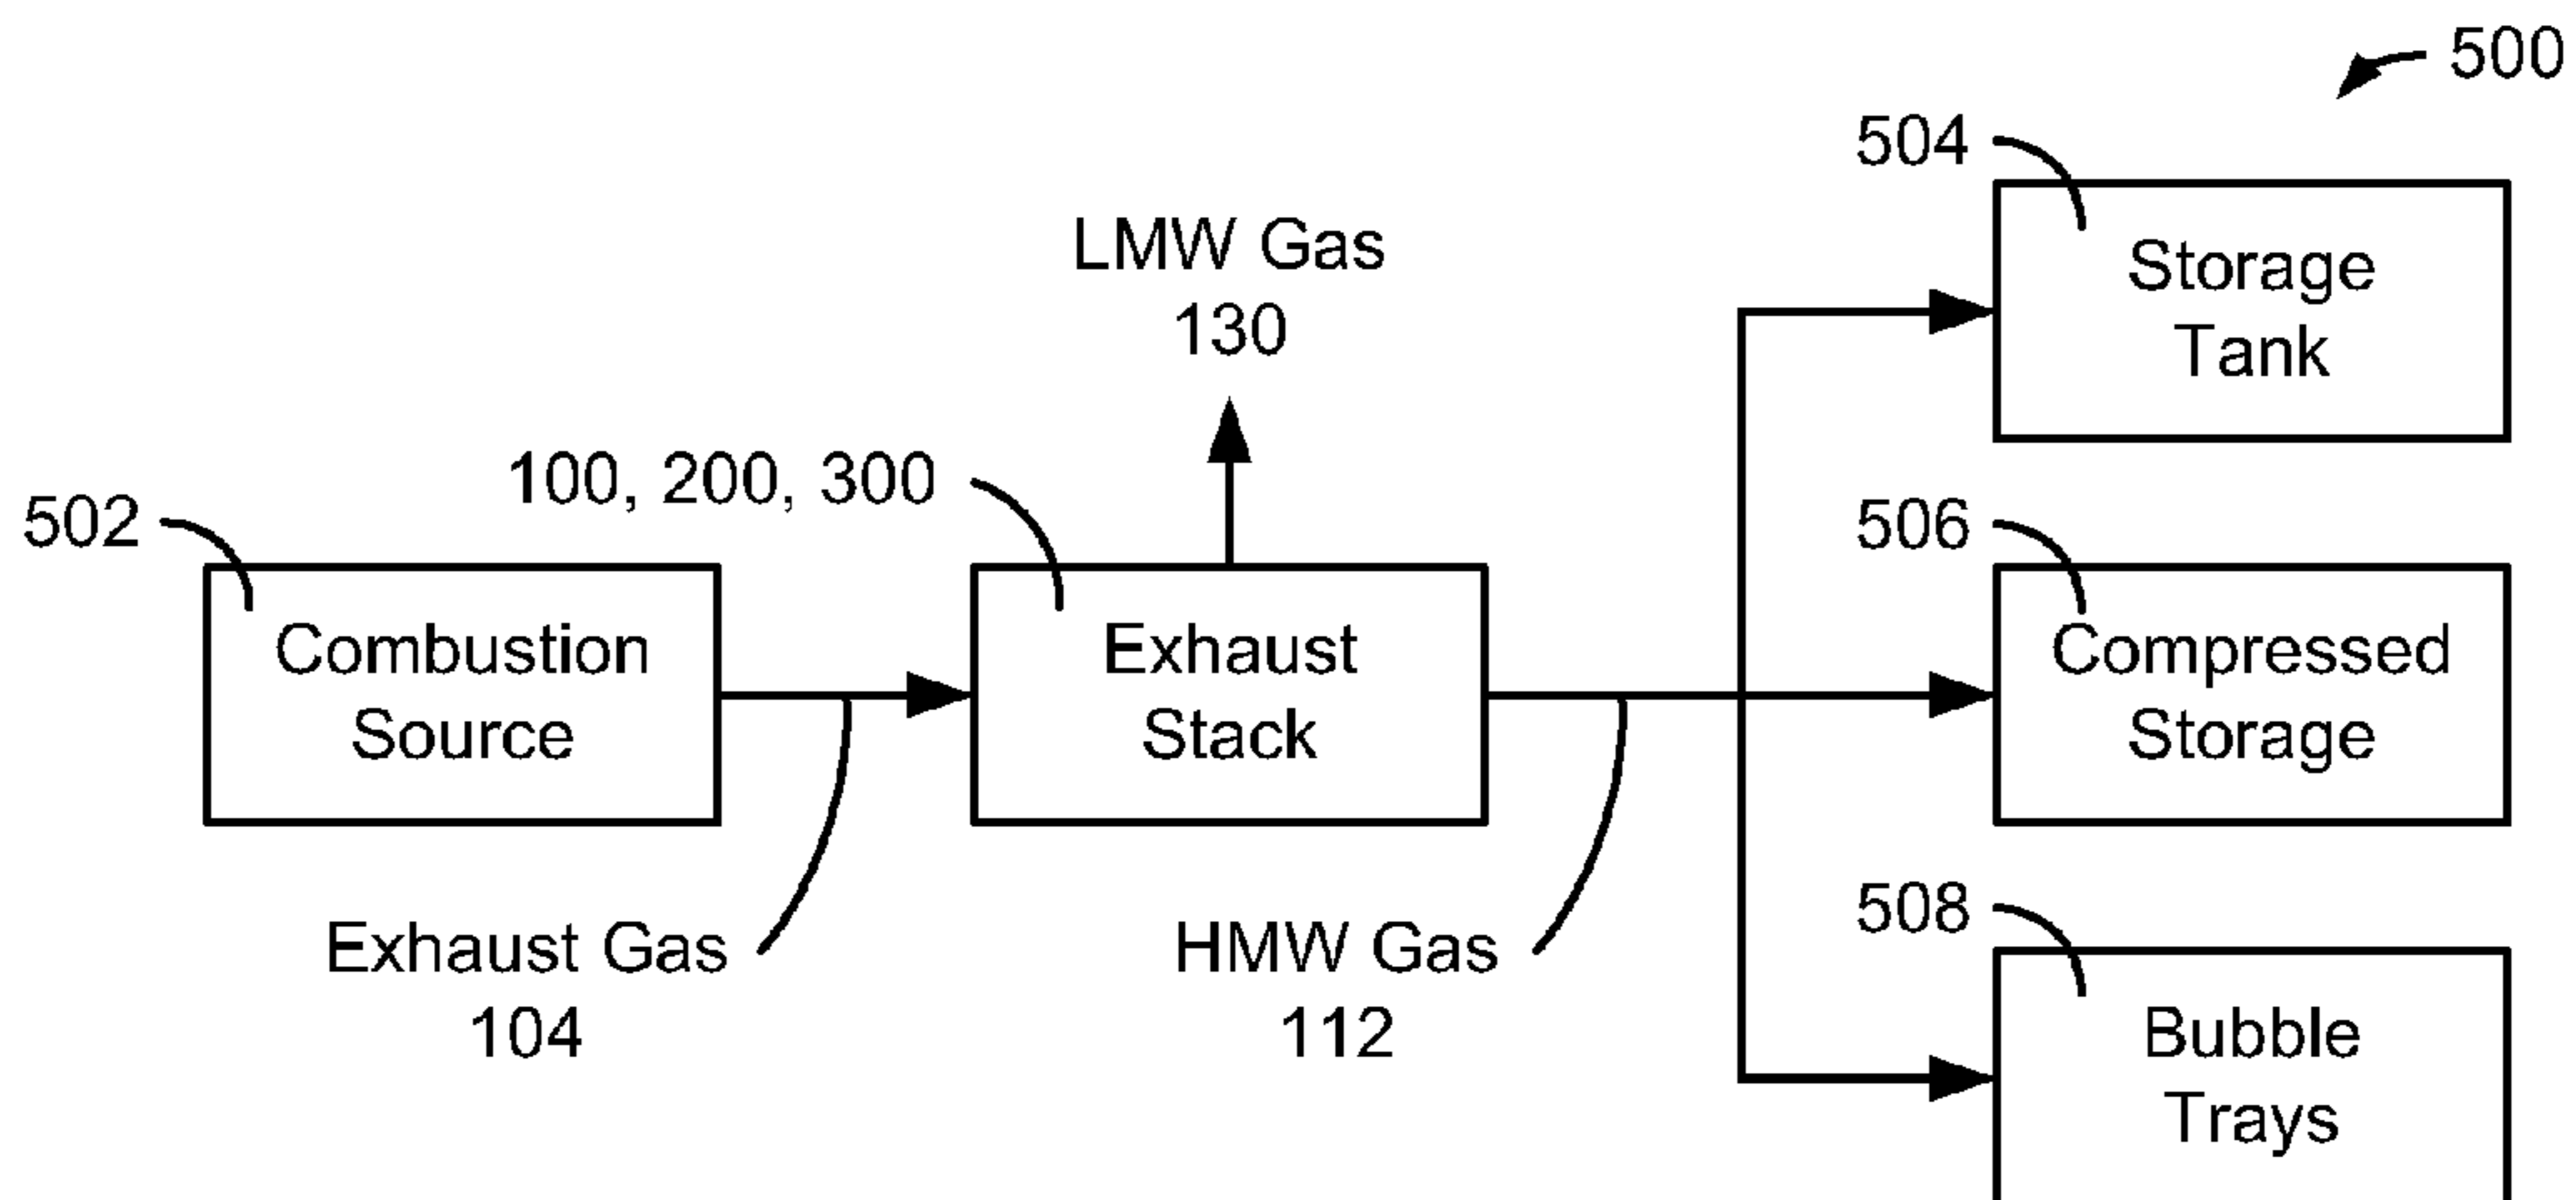 500
504
Storage
Tank
LMW Gas
130
100, 200, 300
502
506
Combustion
Source
Exhaust
Stack
Compressed
Storage
508
Exhaust Gas
104
HMW Gas
112
Bubble
Trays